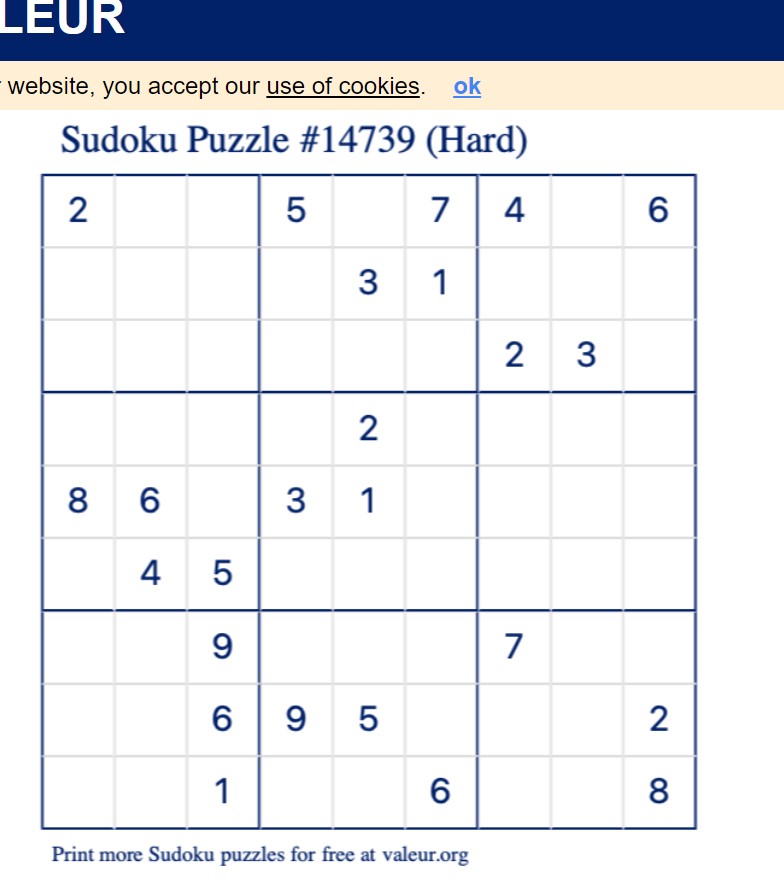 LEUR
website, you accept our use of cookies. ok
Sudoku Puzzle #14739 (Hard)
2 5 7 4 6
3 1
2 3
2
8 6 3 1
4 5
9 7
6 9 5 2
1 6 8
Print more Sudoku puzzles for free at valeur.org